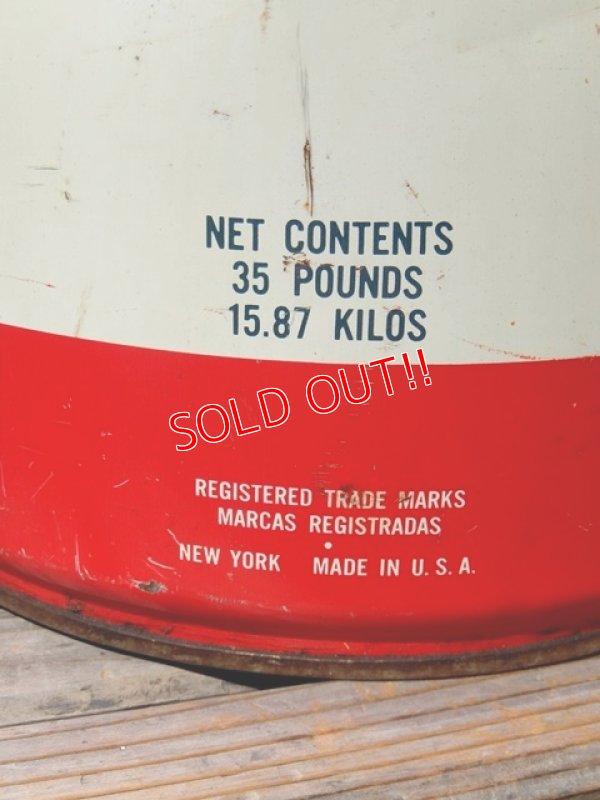 NET CONTENTS
35 POUNDS
15.87 KILOS
SOLD OUT!!
REGISTERED TRADE MARKS
MARCAS REGISTRADAS
•
NEW YORK MADE IN U.S.A.